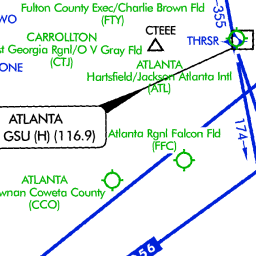 Fulton County Exec/Charlie Brown Fld
(FTY)
WO
CARROLLTON
st Georgia Rgnl/O V Gray Fld
(CTJ)
CTEEE
THRSR
355
ONE
ATLANTA
Hartsfield/Jackson Atlanta Intl
(ATL)
ATLANTA
GSU (H) (116.9)
Atlanta Rgnl Falcon Fld
(FFC)
174
ATLANTA
wnan Coweta County
(CCO)
56